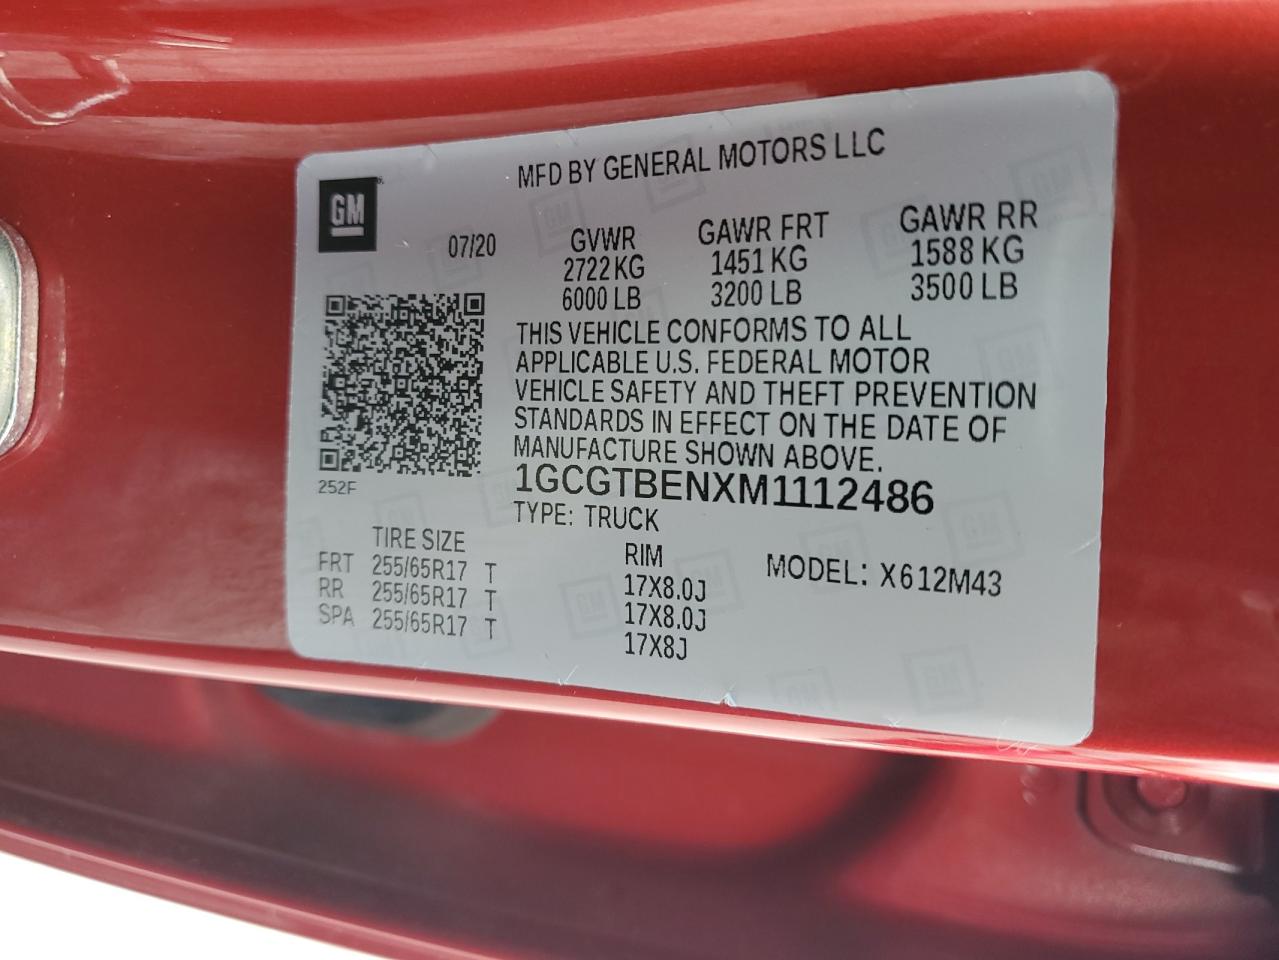 MFD BY GENERAL MOTORS LLC
GM
07/20
GVWR GAWR FRT GAWR RR
2722 KG 1451 KG 1588 KG
6000 LB 3200 LB 3500 LB
THIS VEHICLE CONFORMS TO ALL
APPLICABLE U.S. FEDERAL MOTOR
VEHICLE SAFETY AND THEFT PREVENTION
STANDARDS IN EFFECT ON THE DATE OF
MANUFACTURE SHOWN ABOVE.
252F
1GCGTBENXM1112486
TYPE: TRUCK
TIRE SIZE RIM MODEL: X612M43
FRT 255/65R17 T 17X8.0J
RR 255/65R17 T 17X8.0J
SPA 255/65R17 T 17X8J